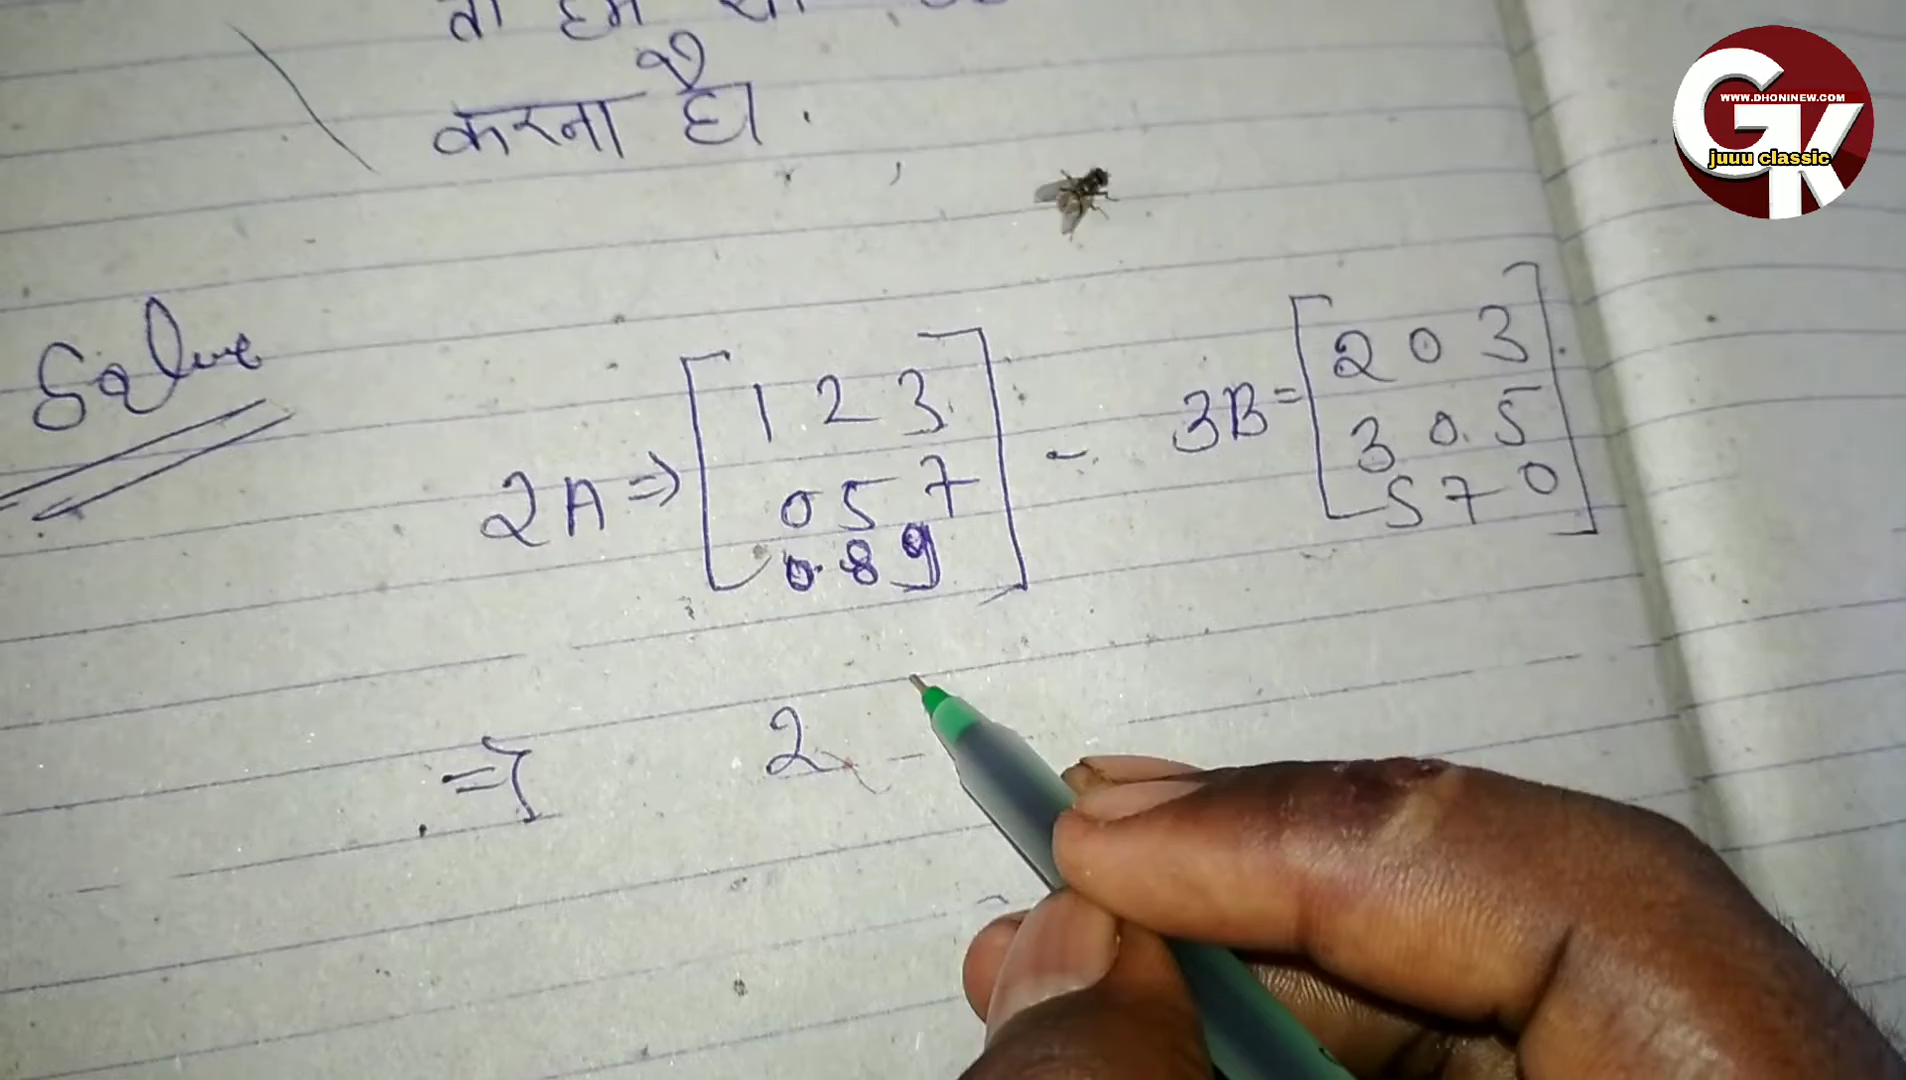 करना है।
Solve
2A ⇒ [1 2 3
0 5 7
0 8 9] - 3B = [2 0 3
3 0 5
5 7 0]
⇒ 2
WWW.DHONINEW.COM
GK
juuu classic